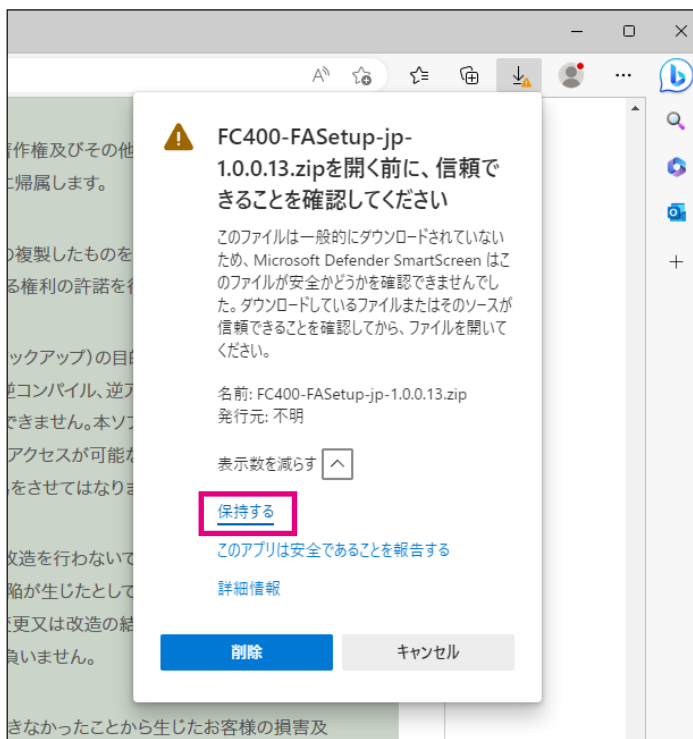 FC400-FASetup-jp-
1.0.0.13.zipを開く前に、信頼で
きることを確認してください
このファイルは一般的にダウンロードされていない
ため、Microsoft Defender SmartScreen はこ
のファイルが安全かどうかを確認できませんでし
た。ダウンロードしているファイルまたはそのソースが
信頼できることを確認してから、ファイルを開いて
ください。
名前: FC400-FASetup-jp-1.0.0.13.zip
発行元: 不明
表示数を減らす
保持する
このアプリは安全であることを報告する
詳細情報
削除
キャンセル
著作権及びその他
に帰属します。
複製したものを
る権利の許諾を
ックアップ)の目
逆コンパイル、逆ア
できません。本ソフ
アクセスが可能な
をさせてはなりま
改造を行わないで
陥が生じたとして
変更又は改造の結
負いません。
きなかったことから生じたお客様の損害及